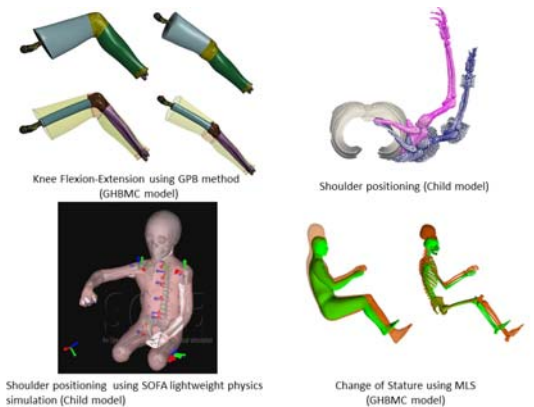 Knee Flexion-Extension using GPB method
(GHBMC model)
Shoulder positioning (Child model)
Shoulder positioning using SOFA lightweight physics
simulation (Child model)
Change of Stature using MLS
(GHBMC model)